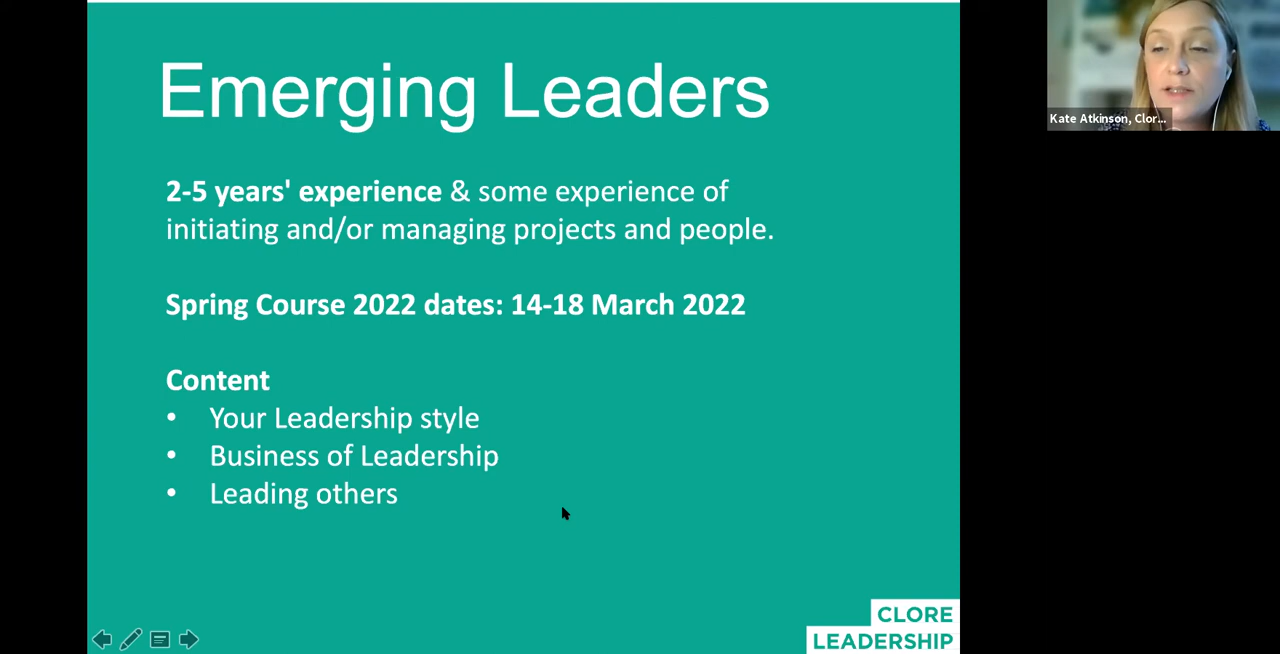 Emerging Leaders
2-5 years' experience & some experience of
initiating and/or managing projects and people.
Spring Course 2022 dates: 14-18 March 2022
Content
• Your Leadership style
• Business of Leadership
• Leading others
CLORE
LEADERSHIP
Kate Atkinson, Clor...